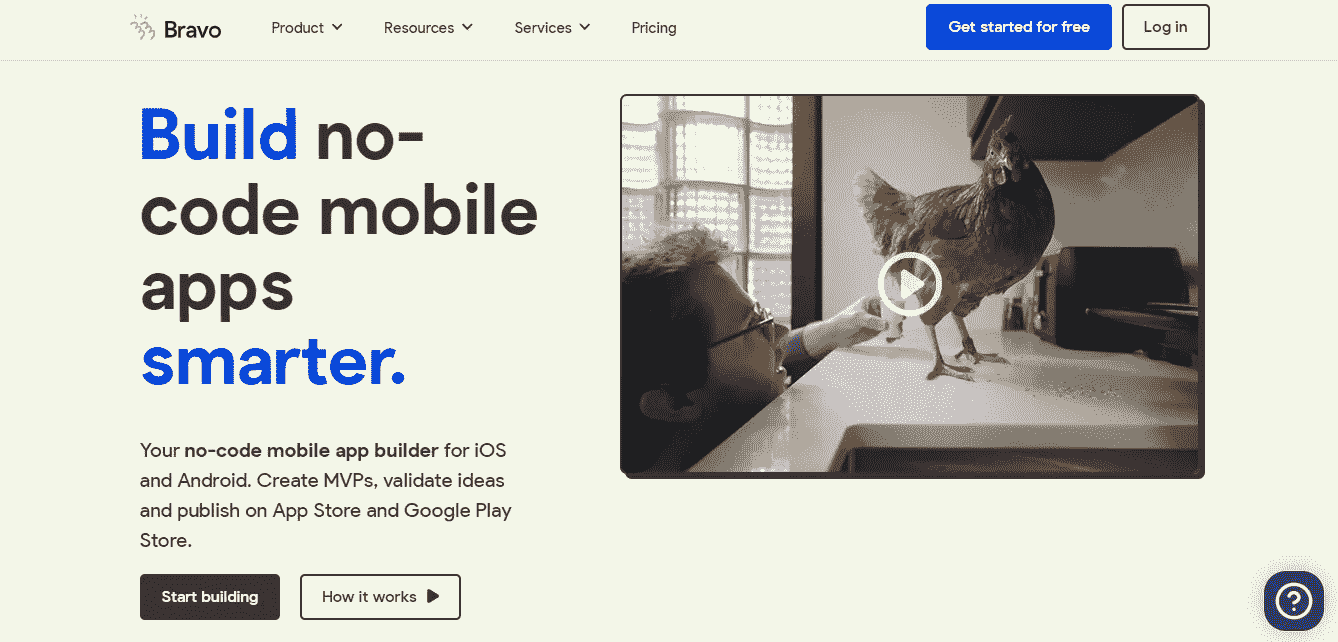 Bravo
Product
Resources
Services
Pricing
Get started for free
Log in
Build no-
code mobile
apps
smarter.
Your no-code mobile app builder for iOS
and Android. Create MVPs, validate ideas
and publish on App Store and Google Play
Store.
Start building
How it works
?